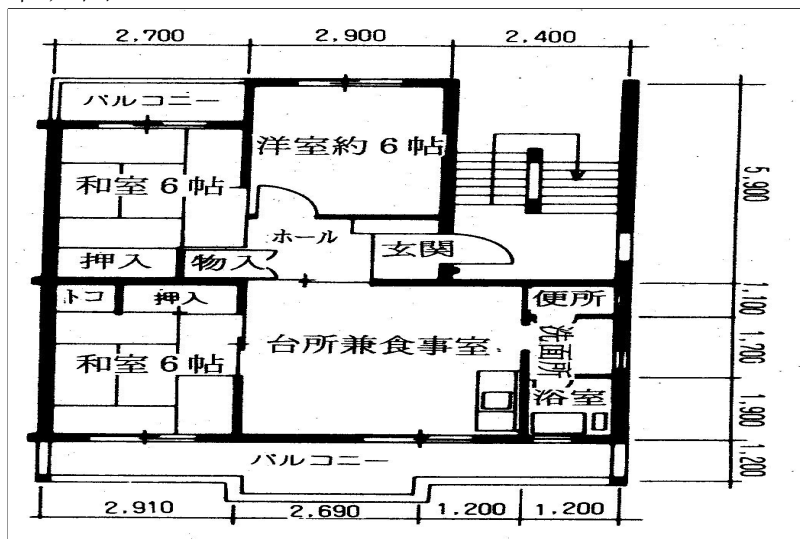 2.700
2.900
2.400
バルコニー
洋室約6帖
和室6帖
5,900
ホール
玄関
押入
物入
トコ
押入
便所
1,100
台所兼食事室
洗面所
和室6帖
浴室
1,900
バルコニー
1,200
2.910
2.690
1.200
1.200